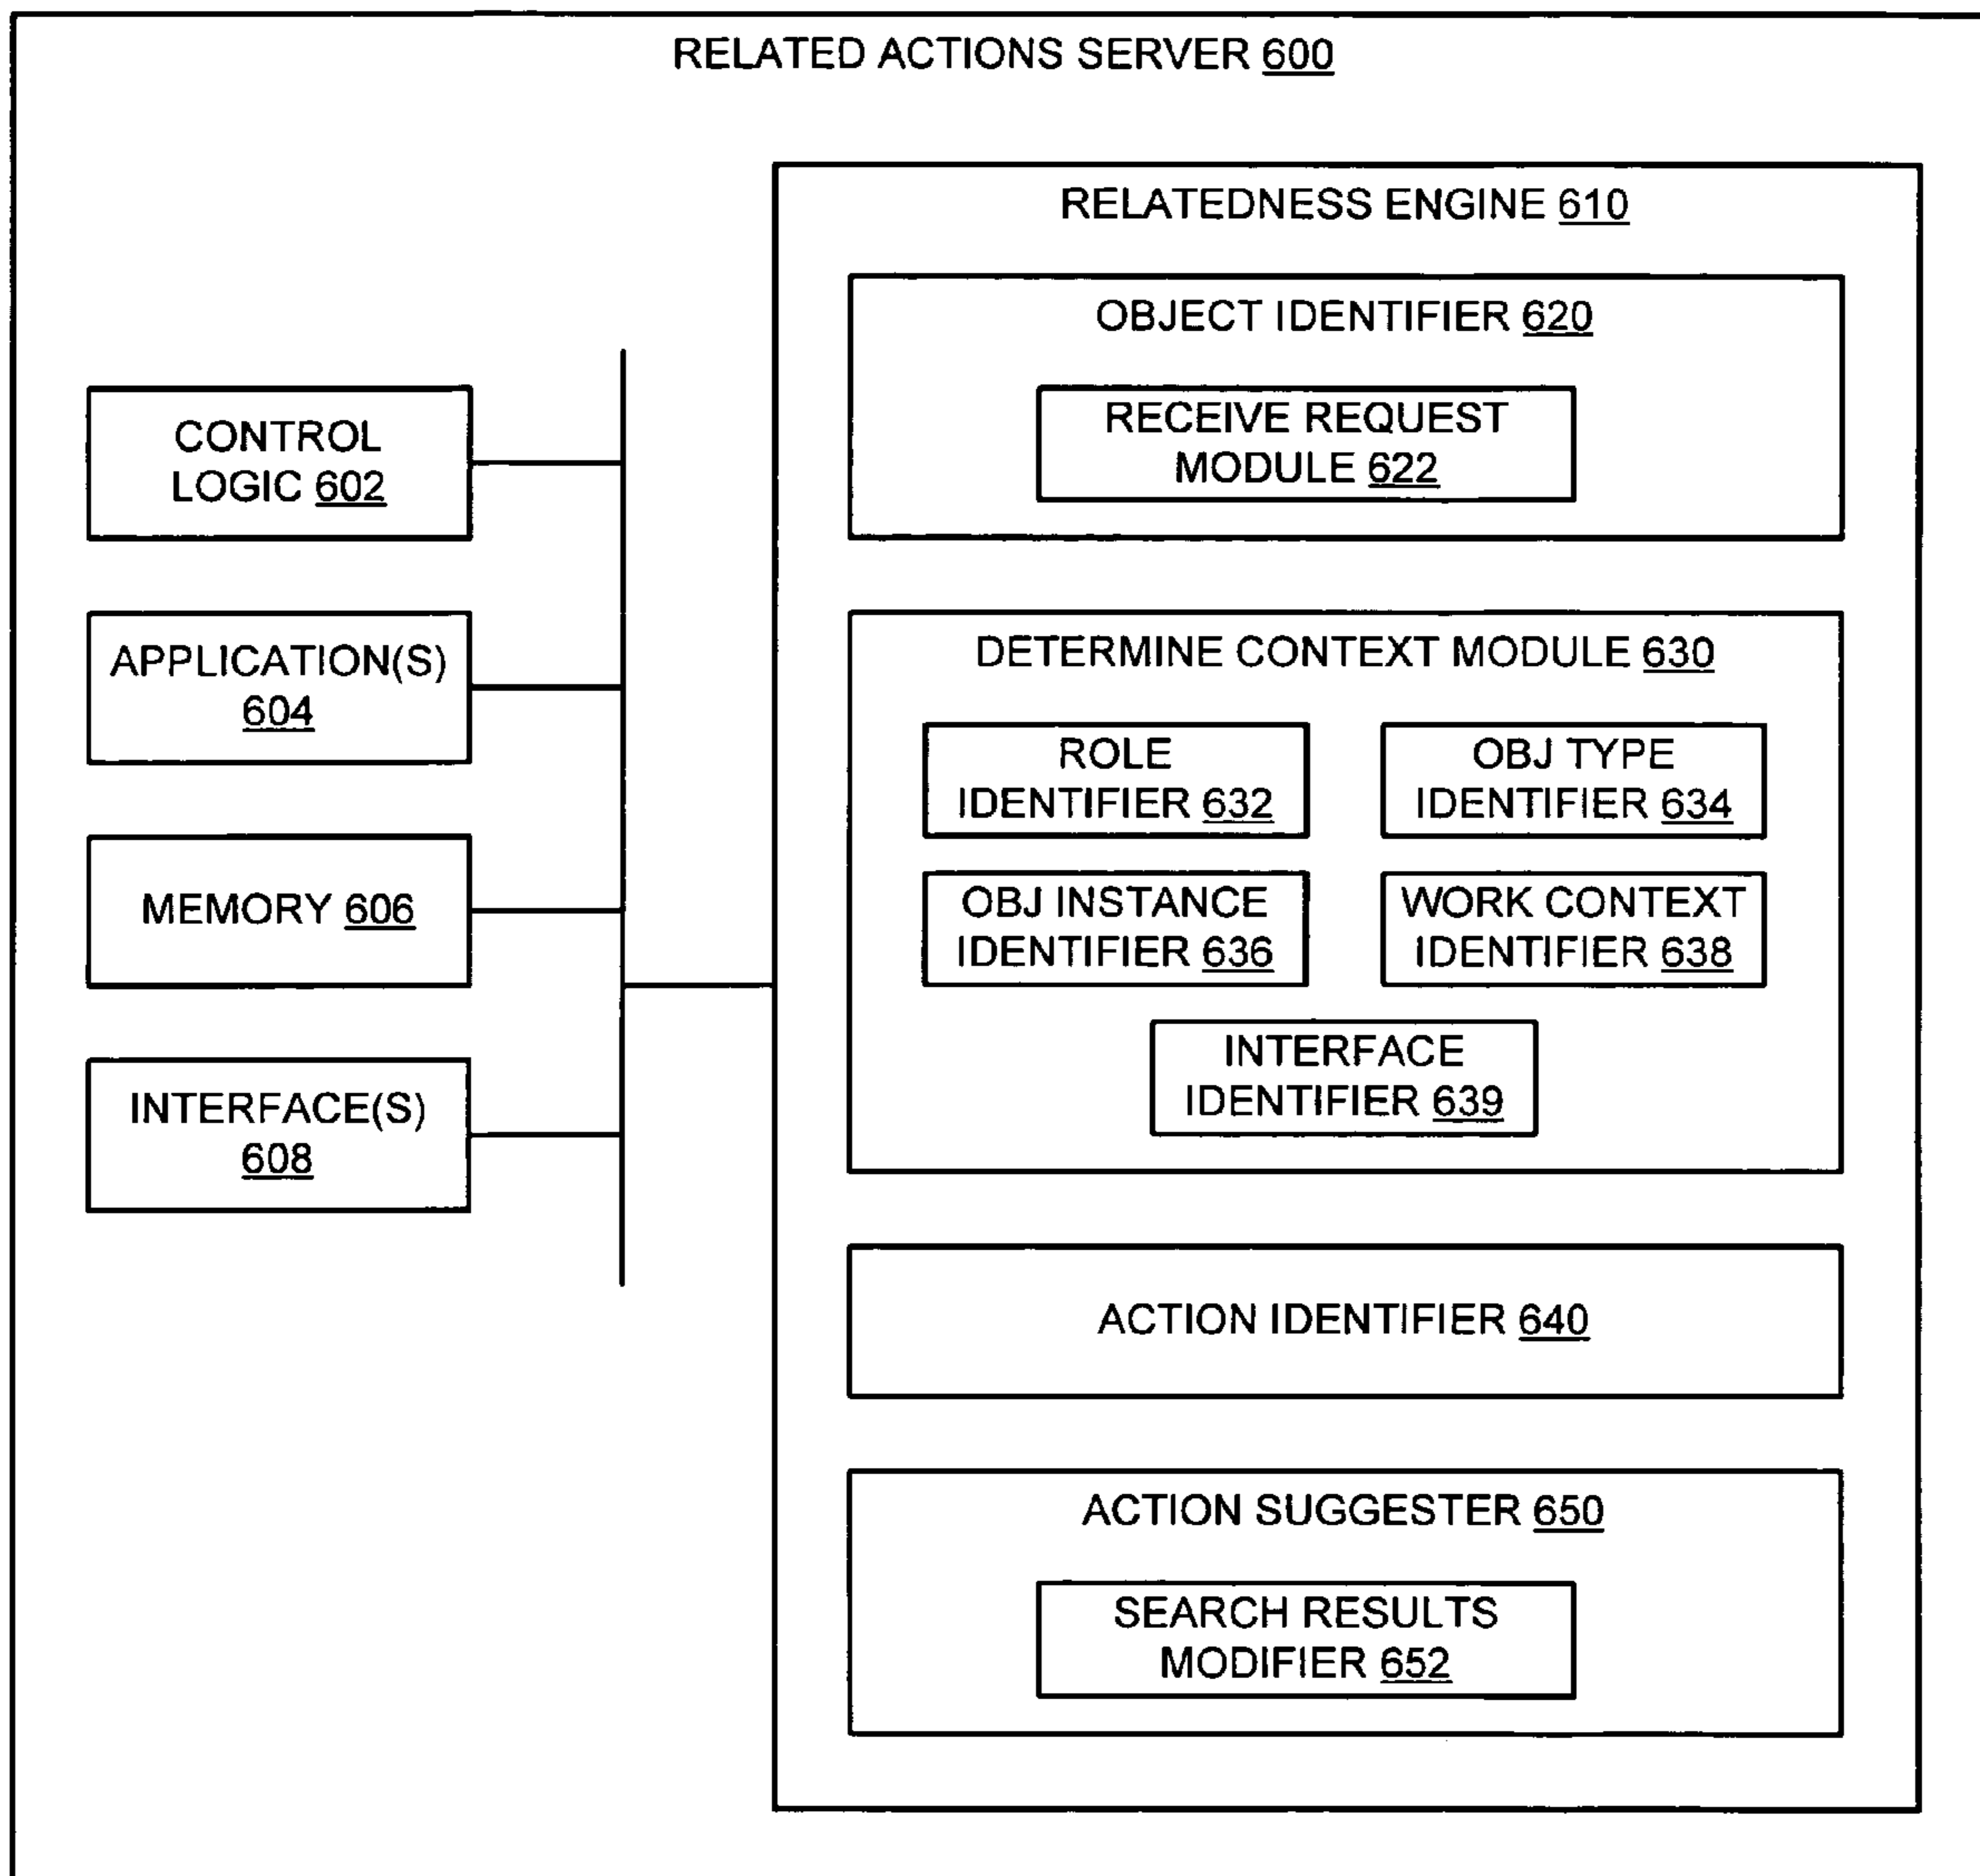 RELATED ACTIONS SERVER 600
RELATEDNESS ENGINE 610
OBJECT IDENTIFIER 620
RECEIVE REQUEST
MODULE 622
CONTROL
LOGIC 602
APPLICATION(S)
604
MEMORY 606
INTERFACE(S)
608
DETERMINE CONTEXT MODULE 630
ROLE
IDENTIFIER 632
OBJ TYPE
IDENTIFIER 634
OBJ INSTANCE
IDENTIFIER 636
WORK CONTEXT
IDENTIFIER 638
INTERFACE
IDENTIFIER 639
ACTION IDENTIFIER 640
ACTION SUGGESTER 650
SEARCH RESULTS
MODIFIER 652